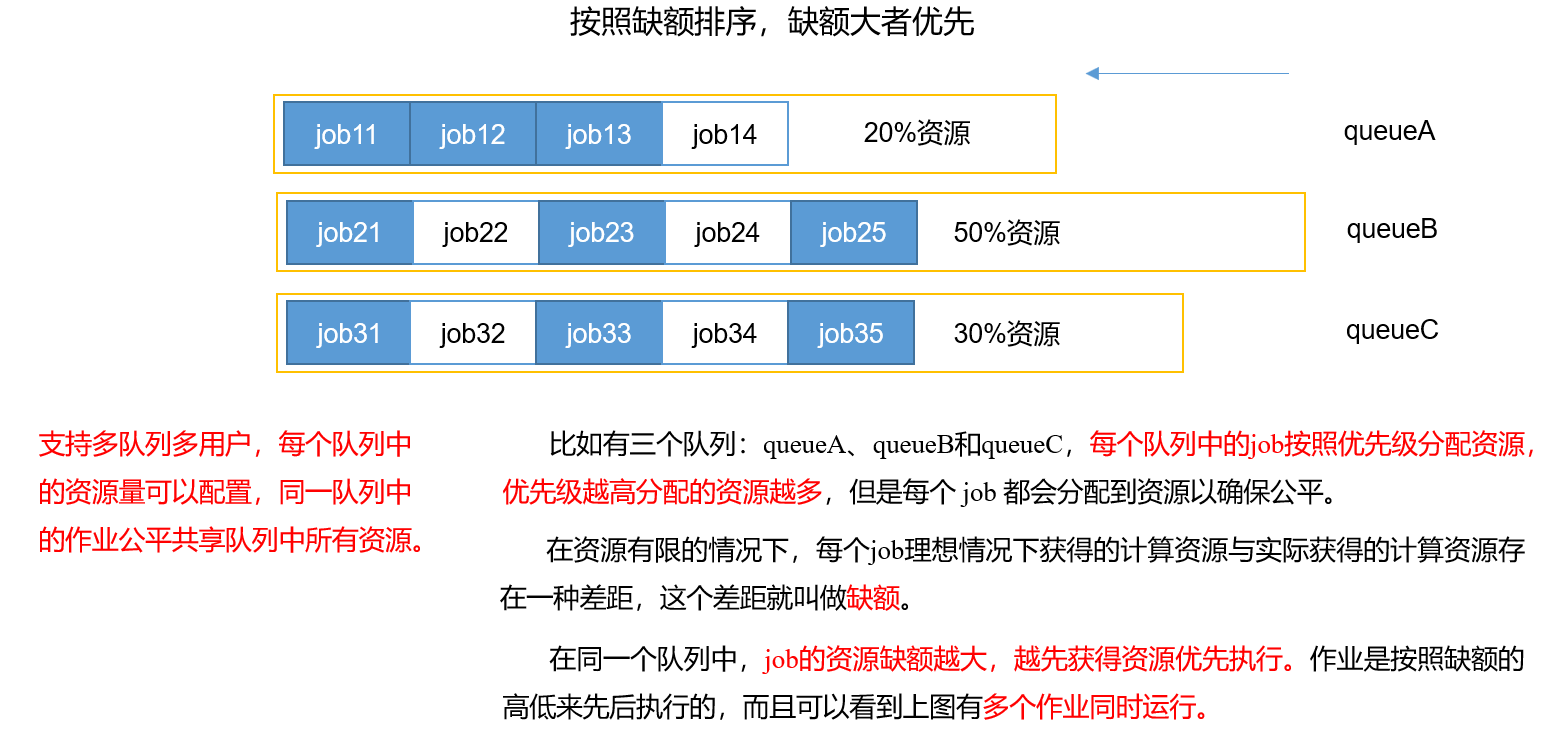 按照缺额排序，缺额大者优先
job11 job12 job13 job14 20%资源 queueA
job21 job22 job23 job24 job25 50%资源 queueB
job31 job32 job33 job34 job35 30%资源 queueC
支持多队列多用户，每个队列中
的资源量可以配置，同一队列中
的作业公平共享队列中所有资源。
比如有三个队列：queueA、queueB和queueC，每个队列中的job按照优先级分配资源，
优先级越高分配的资源越多，但是每个 job 都会分配到资源以确保公平。
在资源有限的情况下，每个job理想情况下获得的计算资源与实际获得的计算资源存
在一种差距，这个差距就叫做缺额。
在同一个队列中，job的资源缺额越大，越先获得资源优先执行。作业是按照缺额的
高低来先后执行的，而且可以看到上图有多个作业同时运行。